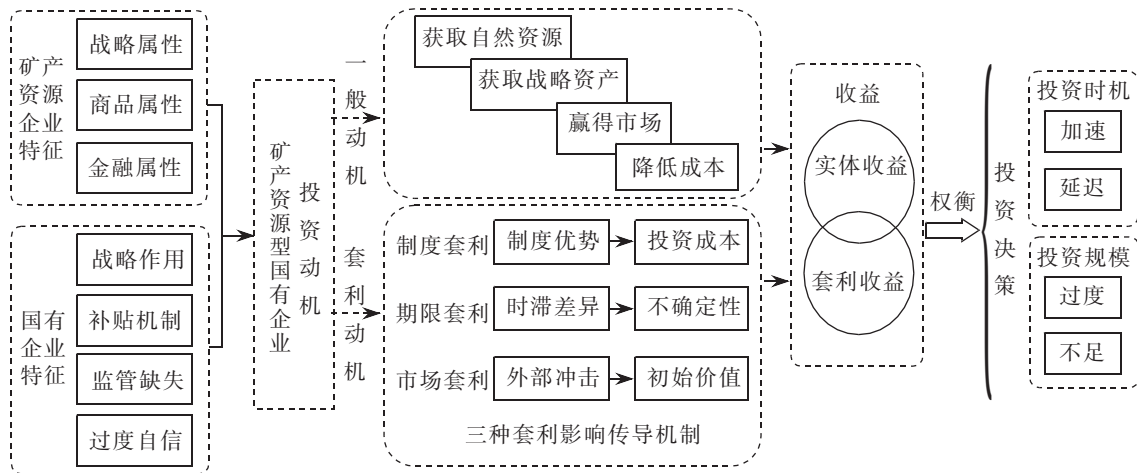 矿产
资源
企业
特征
战略属性
商品属性
金融属性
国有
企业
特征
战略作用
补贴机制
监管缺失
过度自信
矿产资源型国有企业
投资动机
一般动机
套利动机
获取自然资源
获取战略资产
赢得市场
降低成本
制度套利
制度优势
投资成本
期限套利
时滞差异
不确定性
市场套利
外部冲击
初始价值
三种套利影响传导机制
收益
实体收益
套利收益
权衡
投资决策
投资时机
加速
延迟
投资规模
过度
不足